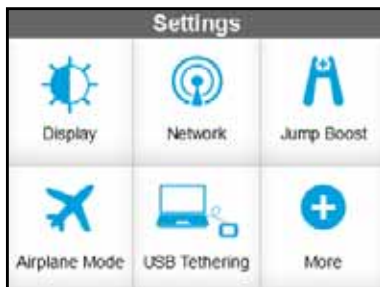 Settings
Display
Network
Jump Boost
Airplane Mode
USB Tethering
More